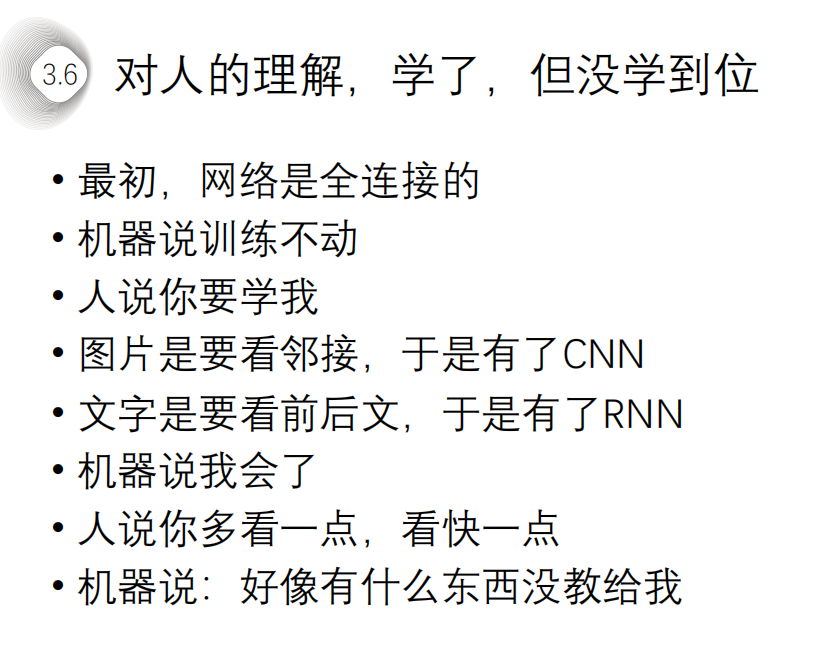 3.6 对人的理解，学了，但没学到位
• 最初，网络是全连接的
• 机器说训练不动
• 人说你要学我
• 图片是要看邻接，于是有了CNN
• 文字是要看前后文，于是有了RNN
• 机器说我会了
• 人说你多看一点，看快一点
• 机器说：好像有什么东西没教给我